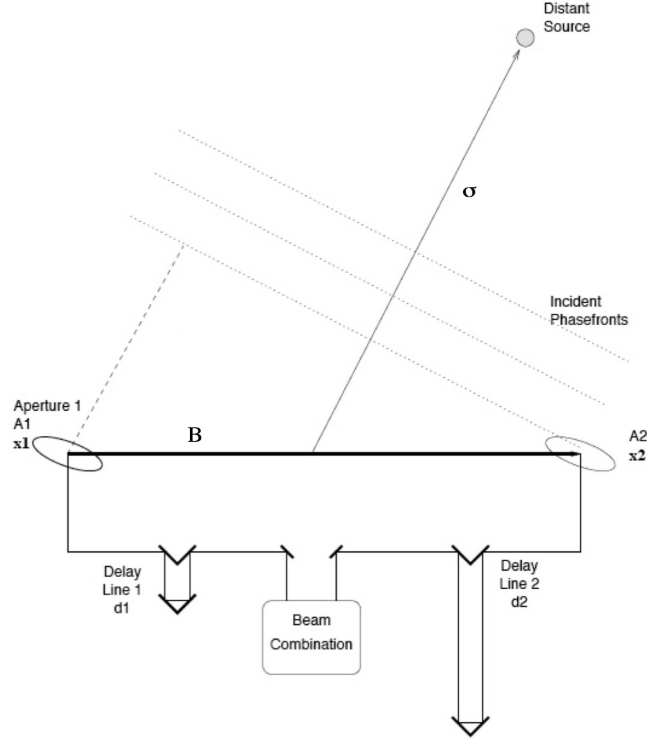 Distant
Source
σ
Incident
Phasefronts
Aperture 1
A1
x1
B
A2
x2
Delay
Line 1
d1
Beam
Combination
Delay
Line 2
d2